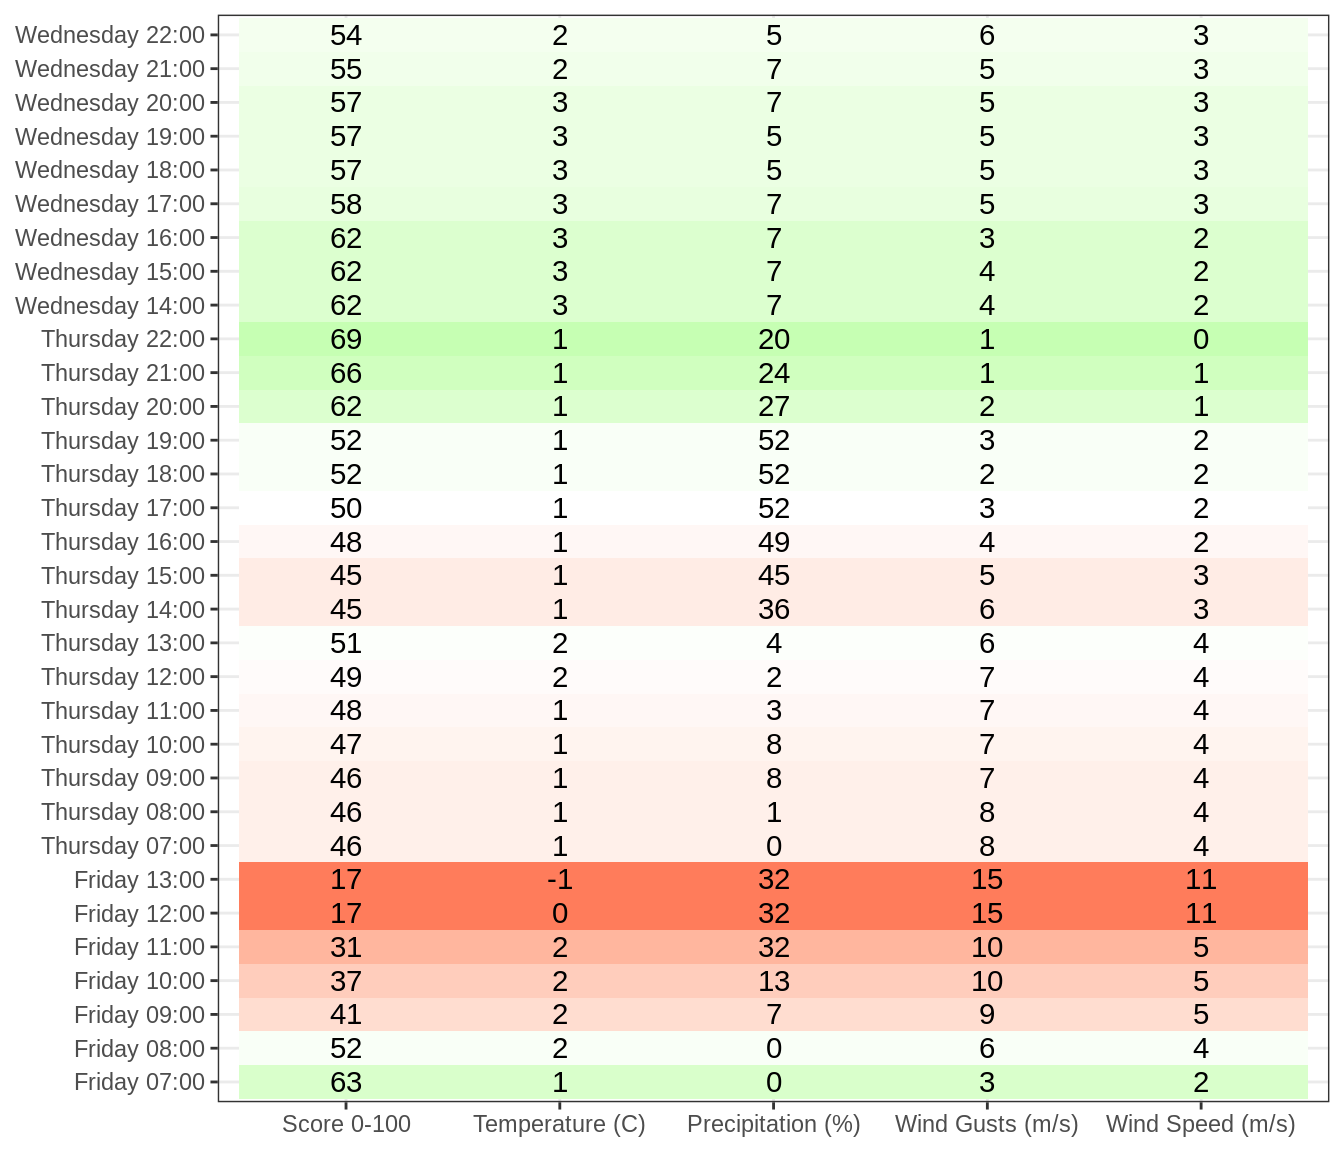 Wednesday 22:00 54 2 5 6 3
Wednesday 21:00 55 2 7 5 3
Wednesday 20:00 57 3 7 5 3
Wednesday 19:00 57 3 5 5 3
Wednesday 18:00 57 3 5 5 3
Wednesday 17:00 58 3 7 5 3
Wednesday 16:00 62 3 7 3 2
Wednesday 15:00 62 3 7 4 2
Wednesday 14:00 62 3 7 4 2
Thursday 22:00 69 1 20 1 0
Thursday 21:00 66 1 24 1 1
Thursday 20:00 62 1 27 2 1
Thursday 19:00 52 1 52 3 2
Thursday 18:00 52 1 52 2 2
Thursday 17:00 50 1 52 3 2
Thursday 16:00 48 1 49 4 2
Thursday 15:00 45 1 45 5 3
Thursday 14:00 45 1 36 6 3
Thursday 13:00 51 2 4 6 4
Thursday 12:00 49 2 2 7 4
Thursday 11:00 48 1 3 7 4
Thursday 10:00 47 1 8 7 4
Thursday 09:00 46 1 8 7 4
Thursday 08:00 46 1 1 8 4
Thursday 07:00 46 1 0 8 4
Friday 13:00 17 -1 32 15 11
Friday 12:00 17 0 32 15 11
Friday 11:00 31 2 32 10 5
Friday 10:00 37 2 13 10 5
Friday 09:00 41 2 7 9 5
Friday 08:00 52 2 0 6 4
Friday 07:00 63 1 0 3 2
Score 0-100 Temperature (C) Precipitation (%) Wind Gusts (m/s) Wind Speed (m/s)